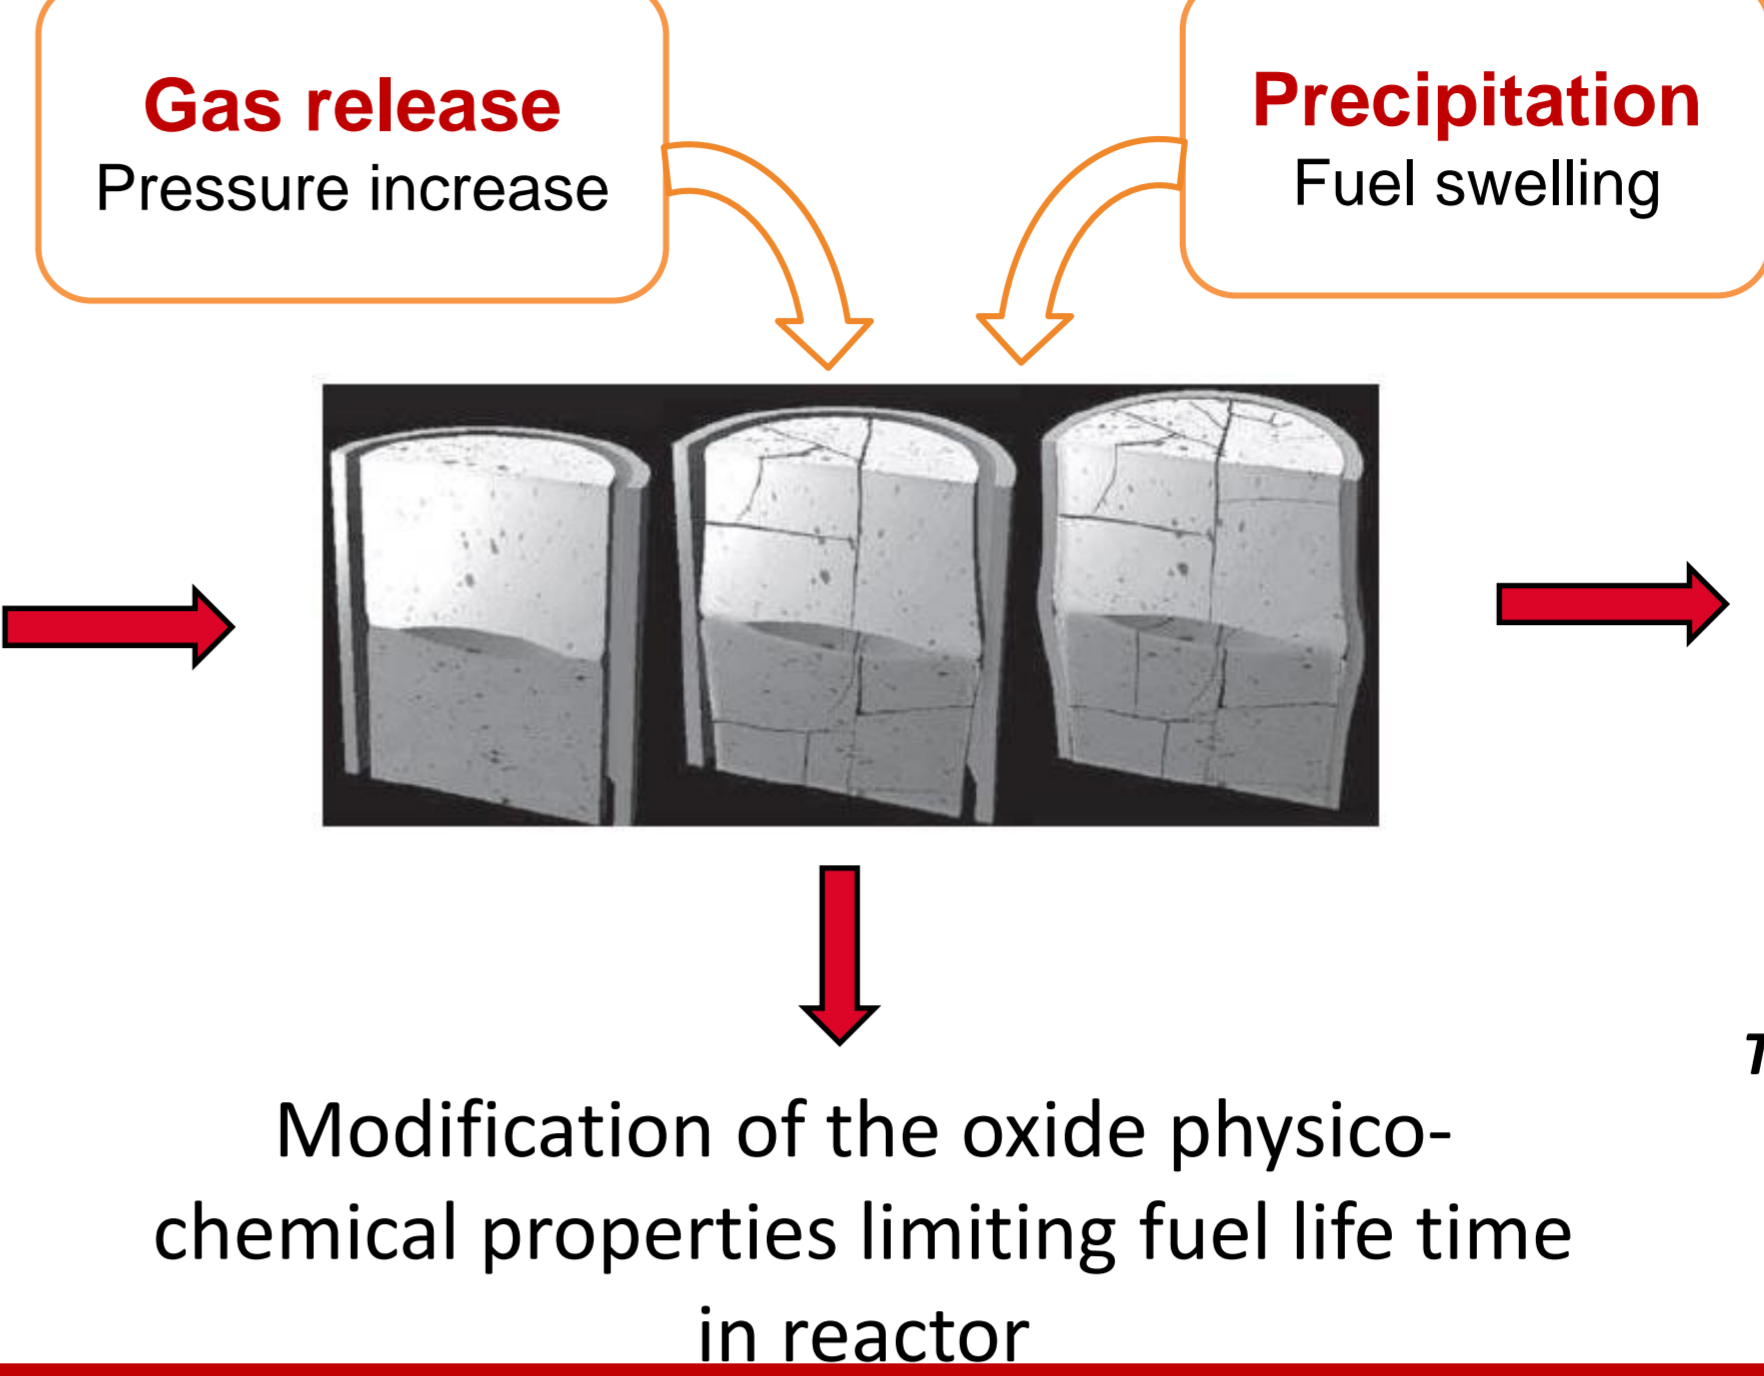 Gas release
Pressure increase
Precipitation
Fuel swelling
Modification of the oxide physico-
chemical properties limiting fuel life time
in reactor